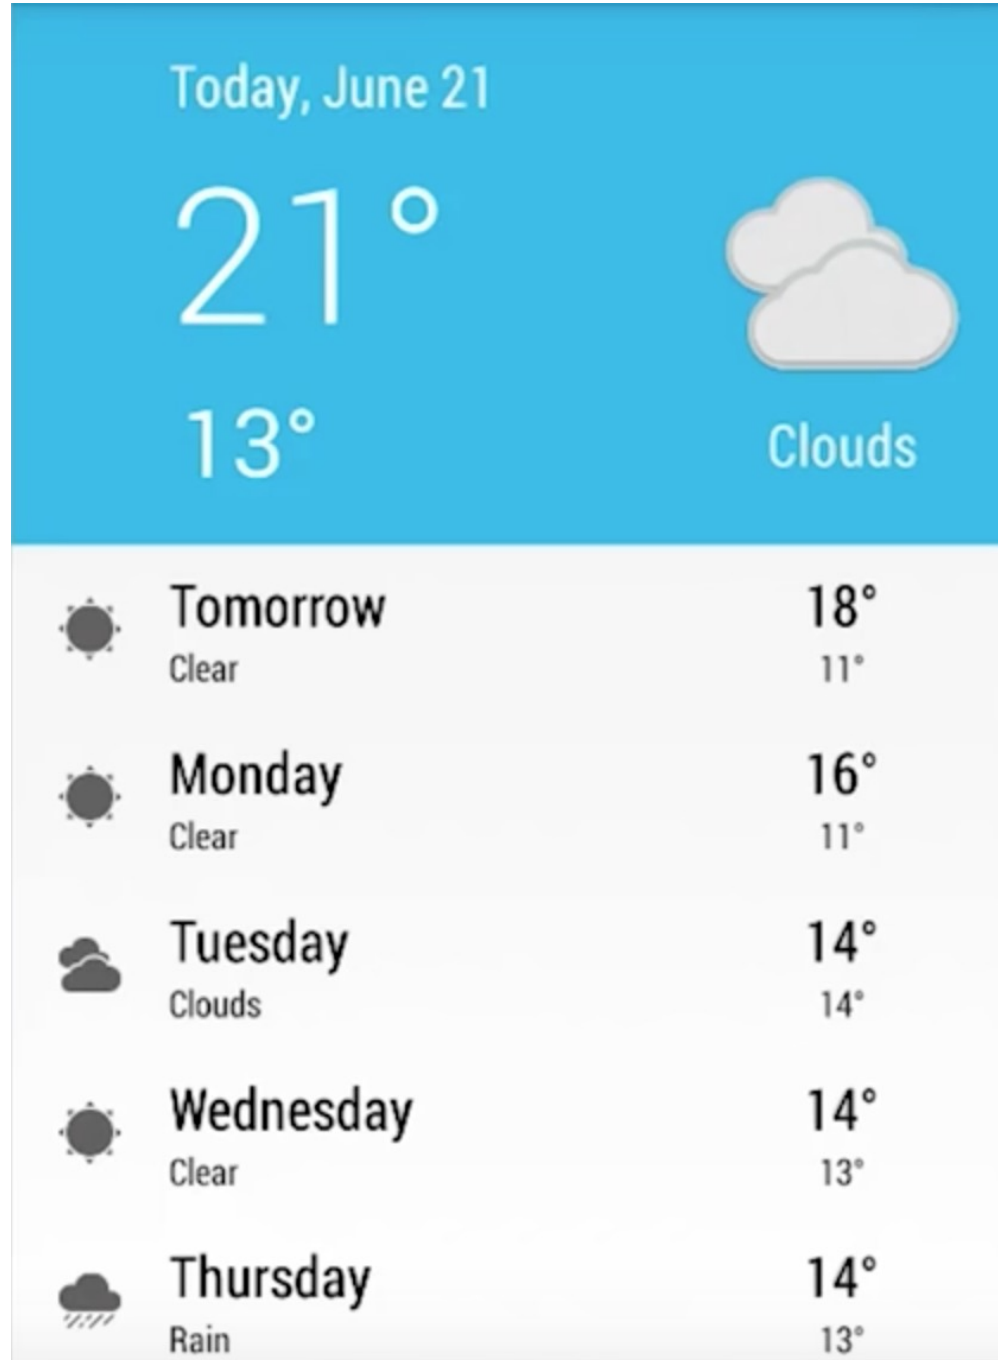 Today, June 21
21°
13°
Clouds
Tomorrow 18°
Clear 11°
Monday 16°
Clear 11°
Tuesday 14°
Clouds 14°
Wednesday 14°
Clear 13°
Thursday 14°
Rain 13°